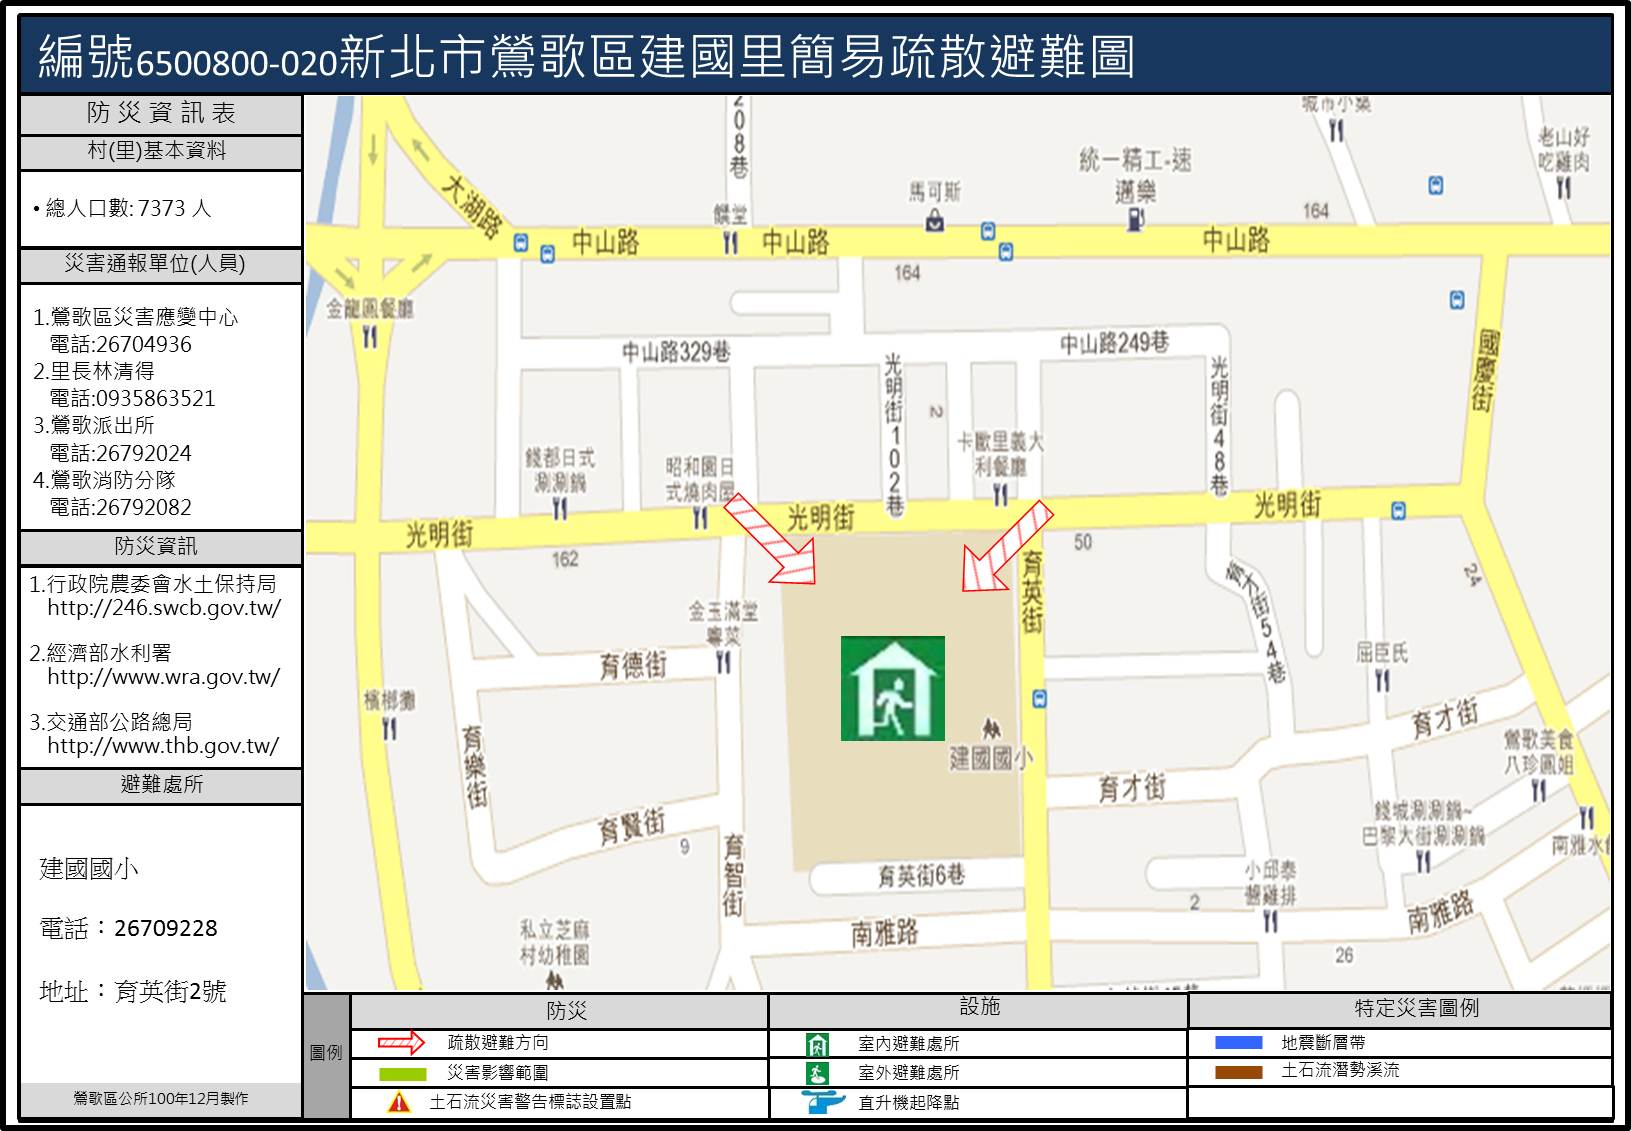 編號6500800-020新北市鶯歌區建國里簡易疏散避難圖
防災資訊表
村(里)基本資料
• 總人口數: 7373 人
災害通報單位(人員)
1.鶯歌區災害應變中心
電話:26704936
2.里長林清得
電話:0935863521
3.鶯歌派出所
電話:26792024
4.鶯歌消防分隊
電話:26792082
防災資訊
1.行政院農委會水土保持局
http://246.swcb.gov.tw/
2.經濟部水利署
http://www.wra.gov.tw/
3.交通部公路總局
http://www.thb.gov.tw/
避難處所
建國國小
電話：26709228
地址：育英街2號
鶯歌區公所100年12月製作
208巷
城市小桑
老山好
吃雞肉
統一精工-速
邁樂
馬可斯
饌堂
大湖路
164
中山路
中山路
中山路
164
金龍鳳餐廳
中山路329巷
中山路249巷
國慶街
光明街102巷
光明街48巷
2
卡歐里義大
利餐廳
錢都日式
涮涮鍋
昭和園日
式燒肉屋
光明街
光明街
光明街
162
50
24
育英街
育才街54巷
金玉滿堂
粵菜
育德街
屈臣氏
檳榔灘
育樂街
建國國小
育才街
育才街
鶯歌美食
八珍鳳姐
錢城涮涮鍋~
巴黎大街涮涮鍋
南雅水
育賢街
9
育智街
育英街6巷
小邱泰
鹽雞排
2
南雅路
南雅路
26
私立芝麻
村幼稚園
圖例
防災
設施
特定災害圖例
疏散避難方向
室內避難處所
地震斷層帶
災害影響範圍
室外避難處所
土石流潛勢溪流
土石流災害警告標誌設置點
直升機起降點